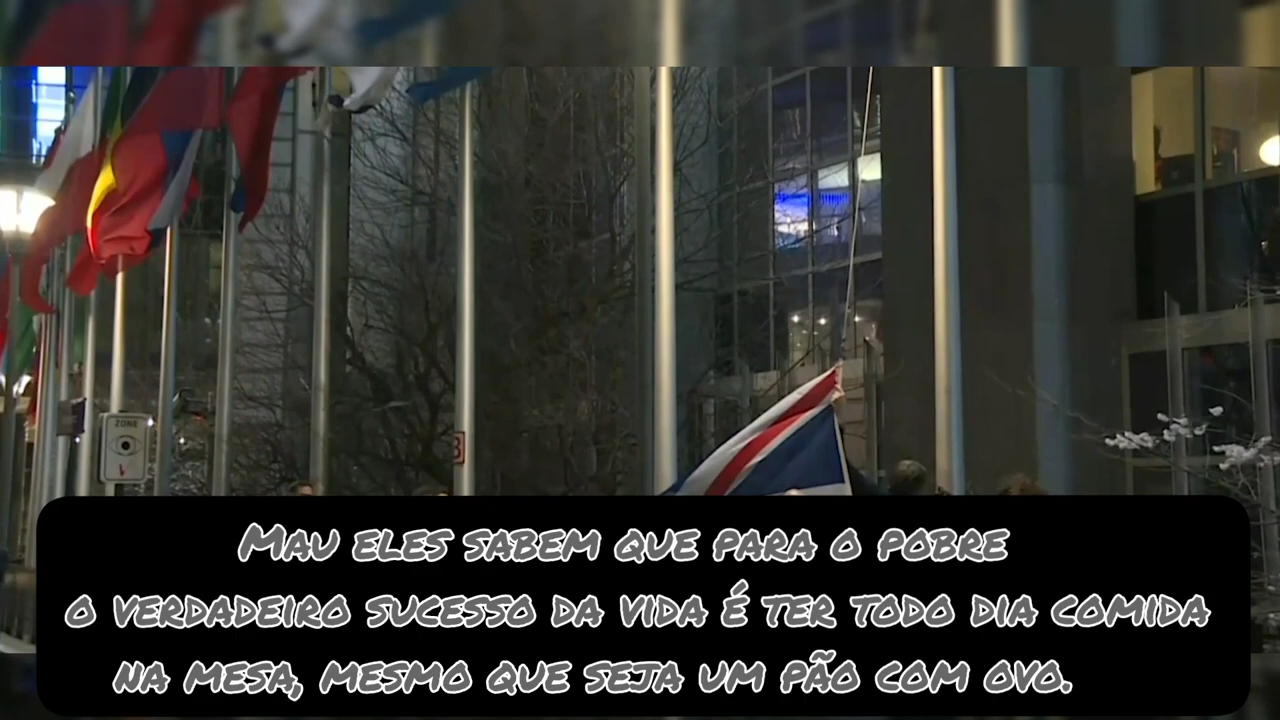 ZONE
Mau eles sabem que para o pobre
o verdadeiro sucesso da vida é ter todo dia comida
na mesa, mesmo que seja um pão com ovo.